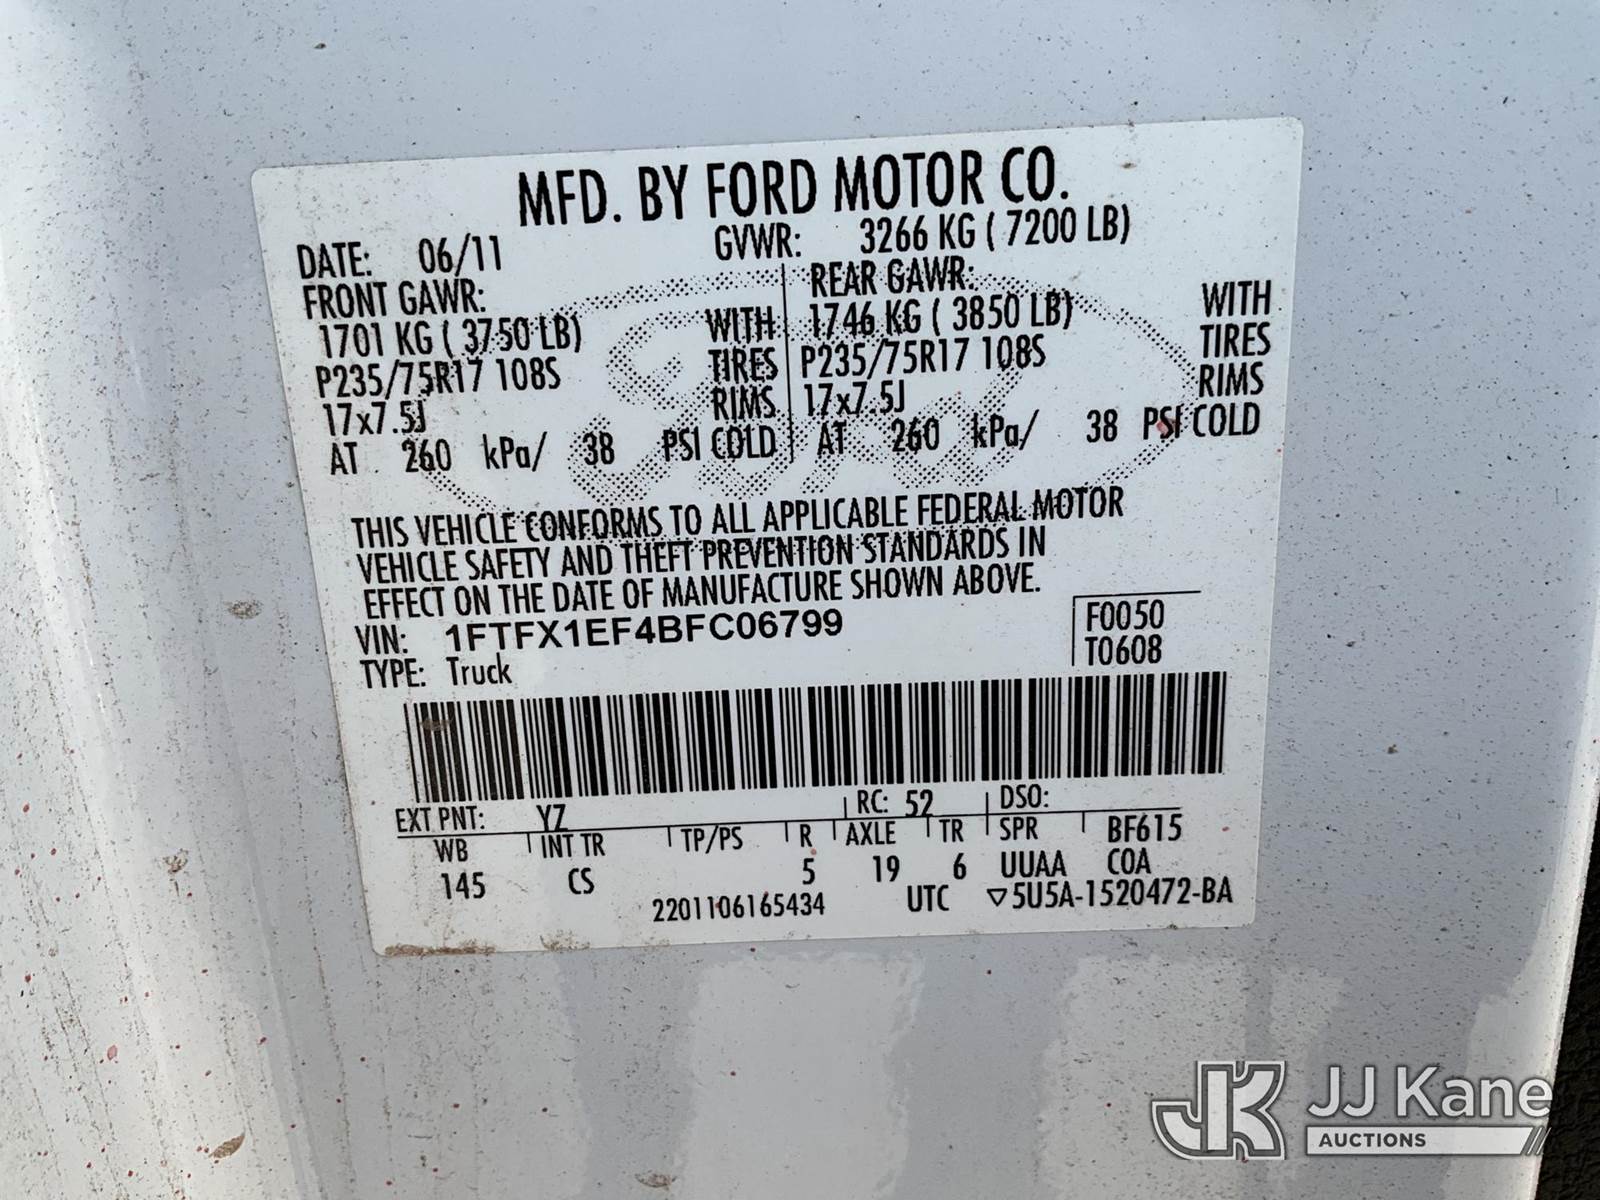 MFD. BY FORD MOTOR CO.
DATE: 06/11 GVWR: 3266 KG ( 7200 LB)
FRONT GAWR: REAR GAWR:
1701 KG ( 3750 LB) WITH 1746 KG ( 3850 LB) WITH
P235/75R17 108S TIRES P235/75R17 108S TIRES
17x7.5J RIMS 17x7.5J RIMS
AT 260 kPa/ 38 PSI COLD AT 260 kPa/ 38 PSI COLD
THIS VEHICLE CONFORMS TO ALL APPLICABLE FEDERAL MOTOR
VEHICLE SAFETY AND THEFT PREVENTION STANDARDS IN
EFFECT ON THE DATE OF MANUFACTURE SHOWN ABOVE.
VIN: 1FTFX1EF4BFC06799 F0050
TYPE: Truck T0608
EXT PNT: YZ RC: 52 DSO:
WB INT TR TP/PS R AXLE TR SPR BF615
145 CS 5 19 6 UUAA COA
2201106165434 UTC ▽5U5A-1520472-BA
JK JJ Kane
AUCTIONS